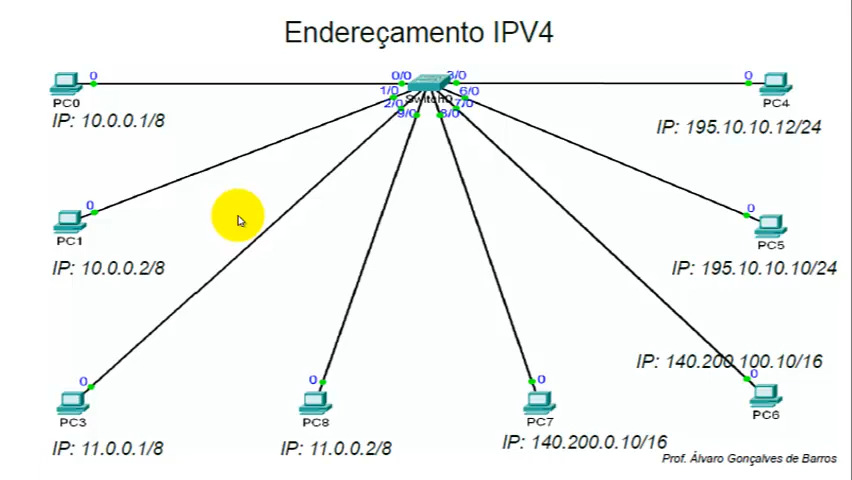 Endereçamento IPV4
0
0/0
3/0
0
1/0
Switch0
6/0
2/0
7/0
9/0
8/0
PC0
PC4
IP: 10.0.0.1/8
IP: 195.10.10.12/24
0
0
PC1
PC5
IP: 10.0.0.2/8
IP: 195.10.10.10/24
IP: 140.200.100.10/16
0
0
0
0
PC3
PC8
PC7
PC6
IP: 11.0.0.1/8
IP: 11.0.0.2/8
IP: 140.200.0.10/16
Prof. Álvaro Gonçalves de Barros